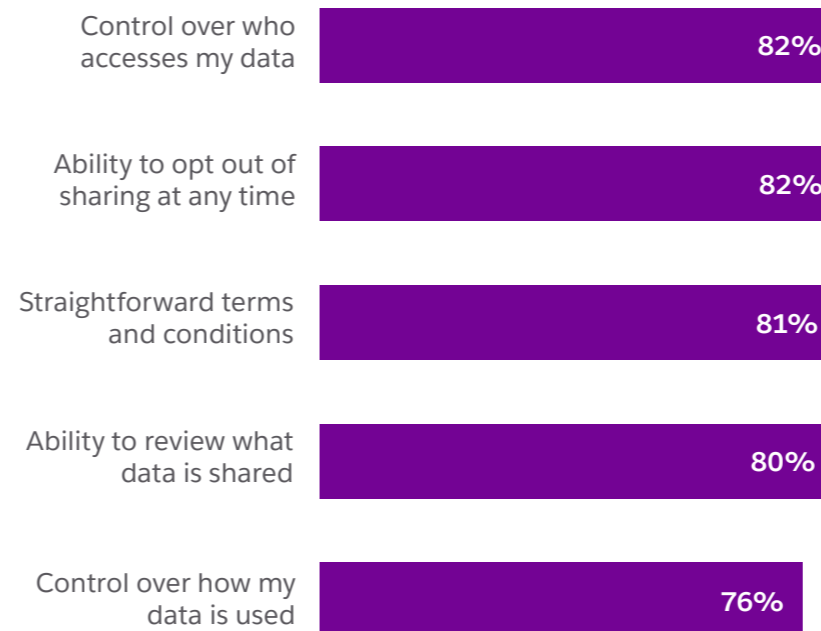 Control over who
accesses my data
82%
Ability to opt out of
sharing at any time
82%
Straightforward terms
and conditions
81%
Ability to review what
data is shared
80%
Control over how my
data is used
76%